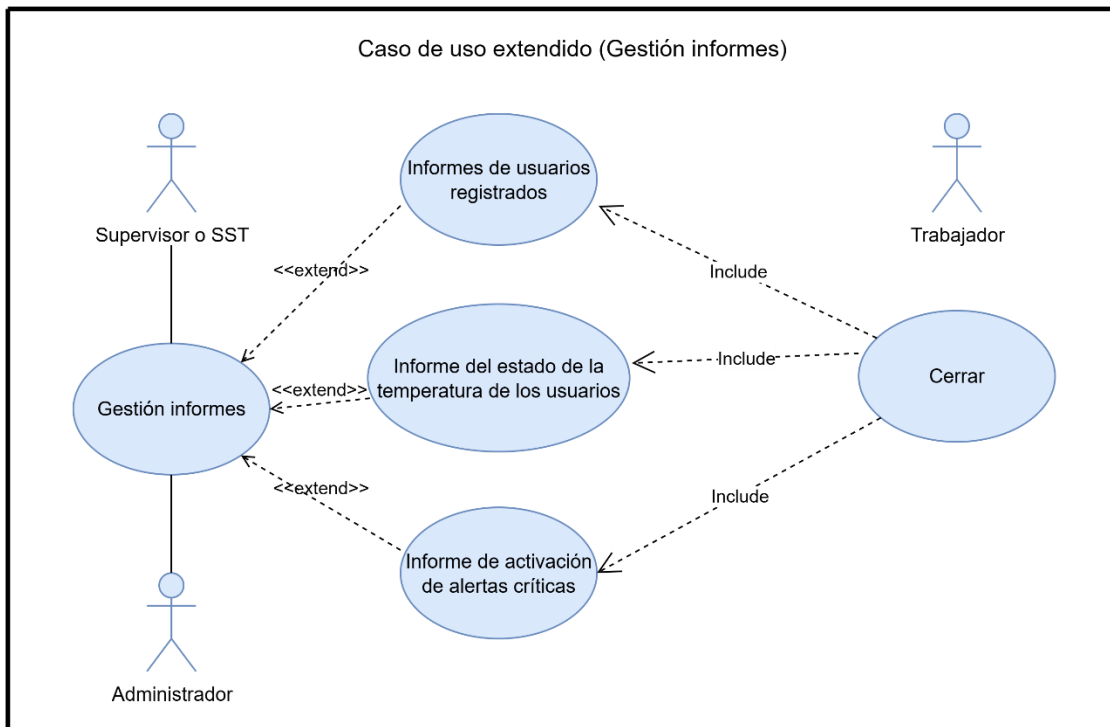 Caso de uso extendido (Gestión informes)
Supervisor o SST
Informes de usuarios
registrados
Trabajador
<<extend>>
Include
Gestión informes
<<extend>>
Informe del estado de la
temperatura de los usuarios
Include
Cerrar
<<extend>>
Include
Informe de activación
de alertas críticas
Administrador